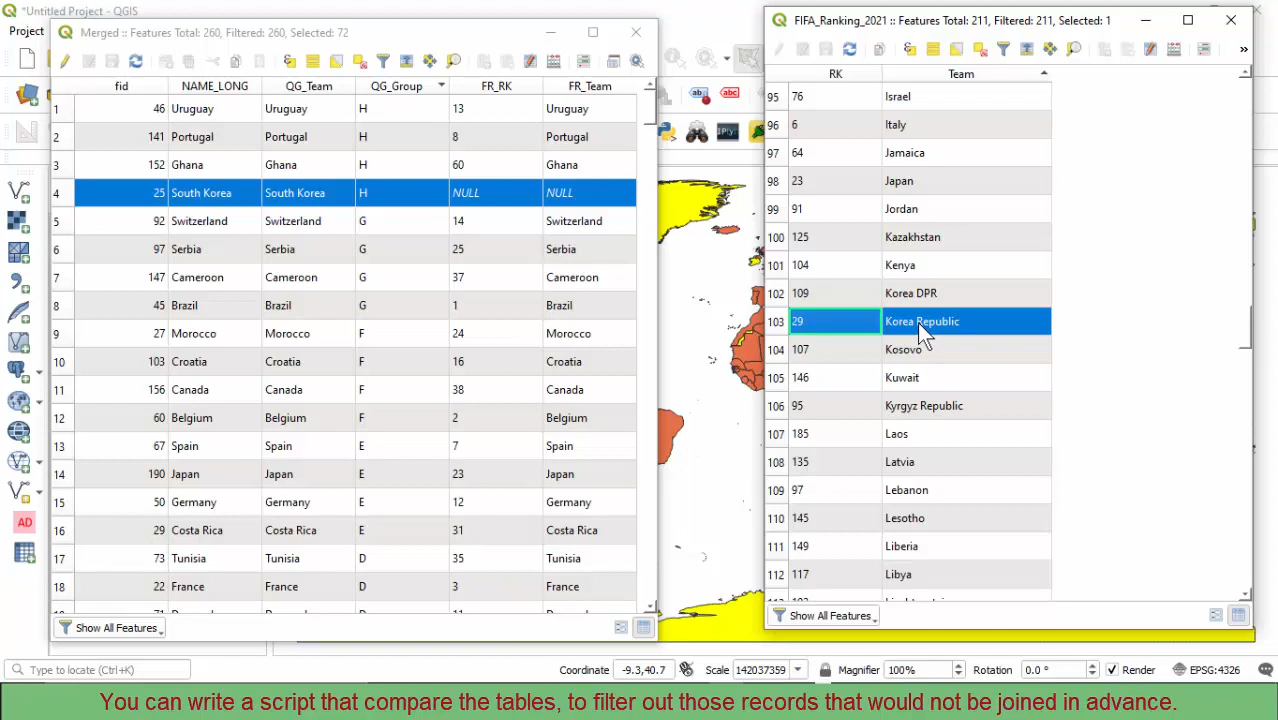 *Untitled Project - QGIS
Project
Merged :: Features Total: 260, Filtered: 260, Selected: 72
fid NAME_LONG QG_Team QG_Group FR_RK FR_Team
1 46 Uruguay Uruguay H 13 Uruguay
2 141 Portugal Portugal H 8 Portugal
3 152 Ghana Ghana H 60 Ghana
4 25 South Korea South Korea H NULL NULL
5 92 Switzerland Switzerland G 14 Switzerland
6 97 Serbia Serbia G 25 Serbia
7 147 Cameroon Cameroon G 37 Cameroon
8 45 Brazil Brazil G 1 Brazil
9 27 Morocco Morocco F 24 Morocco
10 103 Croatia Croatia F 16 Croatia
11 156 Canada Canada F 38 Canada
12 60 Belgium Belgium F 2 Belgium
13 67 Spain Spain E 7 Spain
14 190 Japan Japan E 23 Japan
15 50 Germany Germany E 12 Germany
16 29 Costa Rica Costa Rica E 31 Costa Rica
17 73 Tunisia Tunisia D 35 Tunisia
18 22 France France D 3 France
Show All Features
FIFA_Ranking_2021 :: Features Total: 211, Filtered: 211, Selected: 1
»
RK Team
95 76 Israel
96 6 Italy
97 64 Jamaica
98 23 Japan
99 91 Jordan
100 125 Kazakhstan
101 104 Kenya
102 109 Korea DPR
103 29 Korea Republic
104 107 Kosovo
105 146 Kuwait
106 95 Kyrgyz Republic
107 185 Laos
108 135 Latvia
109 97 Lebanon
110 145 Lesotho
111 149 Liberia
112 117 Libya
Show All Features
abc
ab
IPy:
AD
Type to locate (Ctrl+K) Coordinate -9.3,40.7 Scale 142037359 Magnifier 100% Rotation 0.0 ° Render EPSG:4326
You can write a script that compare the tables, to filter out those records that would not be joined in advance.